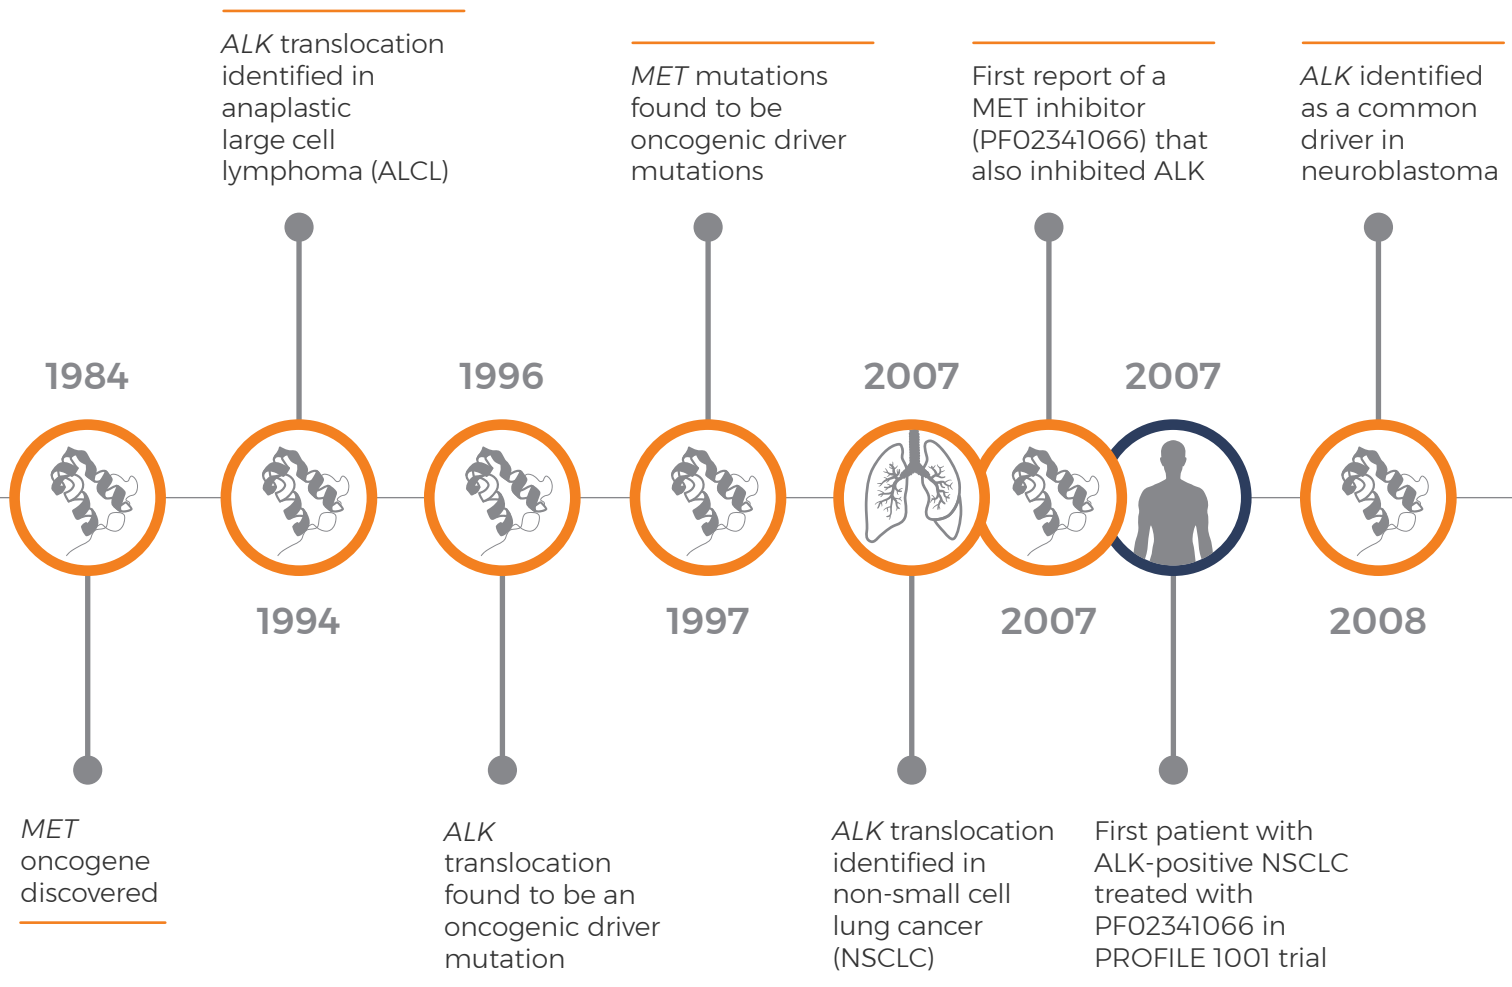 ALK translocation
identified in
anaplastic
large cell
lymphoma (ALCL)
MET mutations
found to be
oncogenic driver
mutations
First report of a
MET inhibitor
(PF02341066) that
also inhibited ALK
ALK identified
as a common
driver in
neuroblastoma
1984
1996
2007
2007
1994
1997
2007
2008
MET
oncogene
discovered
ALK
translocation
found to be an
oncogenic driver
mutation
ALK translocation
identified in
non-small cell
lung cancer
(NSCLC)
First patient with
ALK-positive NSCLC
treated with
PF02341066 in
PROFILE 1001 trial